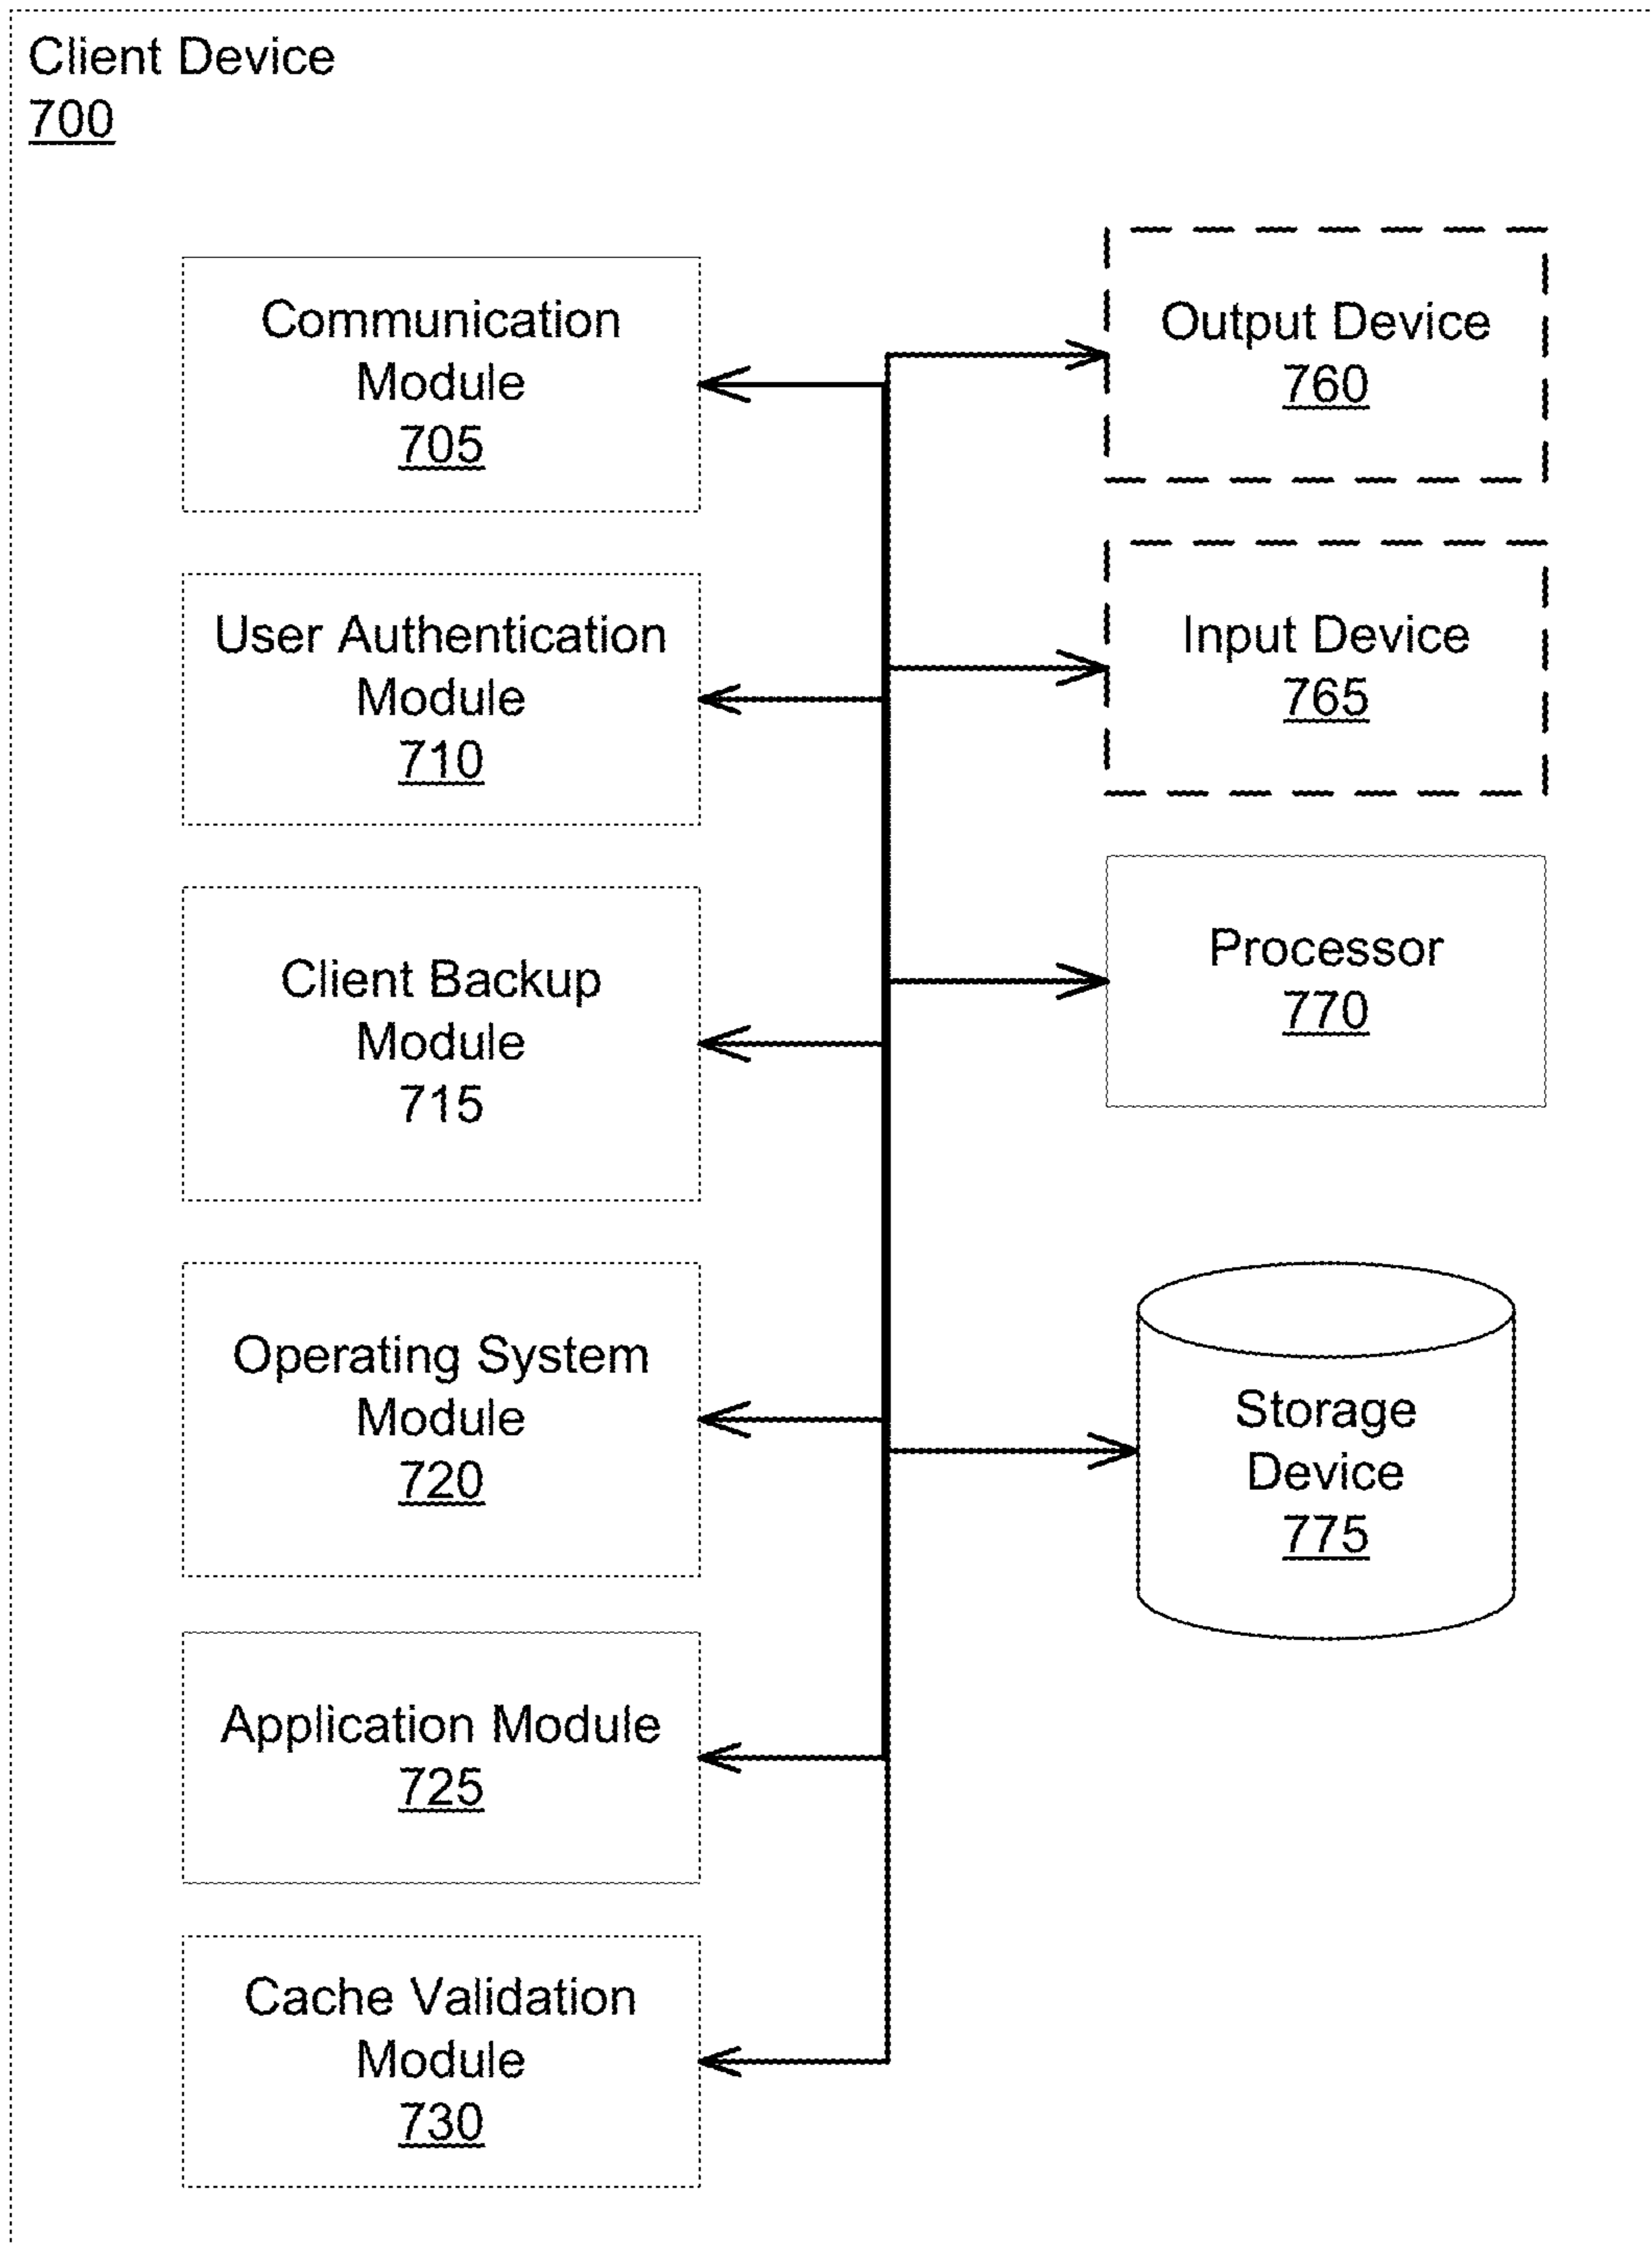 Client Device
700
Communication
Module
705
User Authentication
Module
710
Client Backup
Module
715
Operating System
Module
720
Application Module
725
Cache Validation
Module
730
Output Device
760
Input Device
765
Processor
770
Storage
Device
775